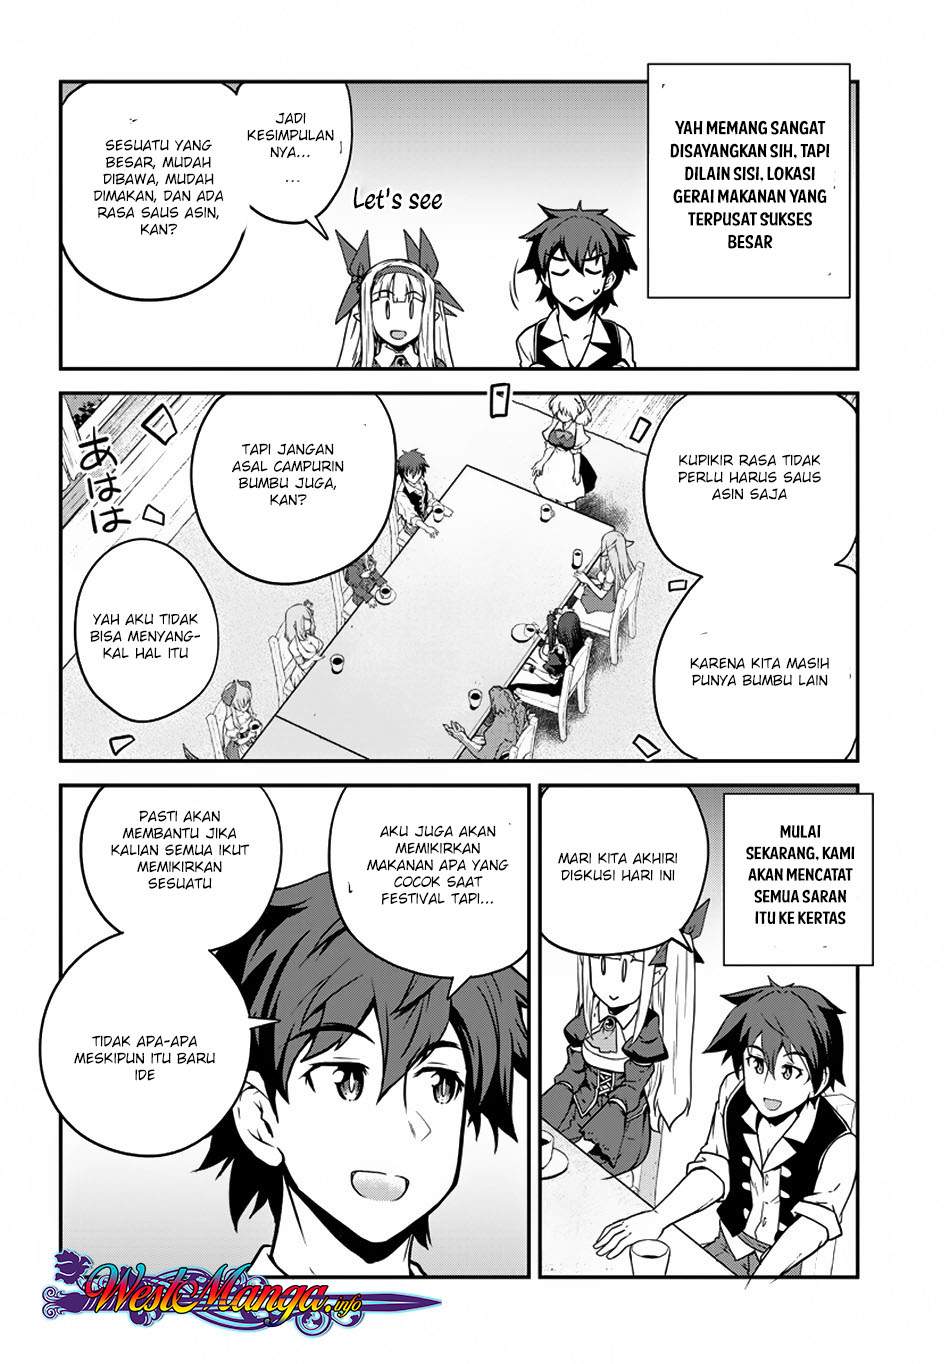 YAH MEMANG SANGAT
DISAYANGKAN SIH, TAPI
DILAIN SISI, LOKASI
GERAI MAKANAN YANG
TERPUSAT SUKSES
BESAR
JADI
KESIMPULAN
NYA...
...
SESUATU YANG
BESAR, MUDAH
DIBAWA, MUDAH
DIMAKAN, DAN ADA
RASA SAUS ASIN,
KAN?
Let's see
KUPIKIR RASA TIDAK
PERLU HARUS SAUS
ASIN SAJA
KARENA KITA MASIH
PUNYA BUMBU LAIN
TAPI JANGAN
ASAL CAMPURIN
BUMBU JUGA,
KAN?
あばは
YAH AKU TIDAK
BISA MENYANG-
KAL HAL ITU
MULAI
SEKARANG, KAMI
AKAN MENCATAT
SEMUA SARAN
ITU KE KERTAS
MARI KITA AKHIRI
DISKUSI HARI INI
AKU JUGA AKAN
MEMIKIRKAN
MAKANAN APA YANG
COCOK SAAT
FESTIVAL TAPI...
PASTI AKAN
MEMBANTU JIKA
KALIAN SEMUA IKUT
MEMIKIRKAN
SESUATU
TIDAK APA-APA
MESKIPUN ITU BARU
IDE
WestManga.info